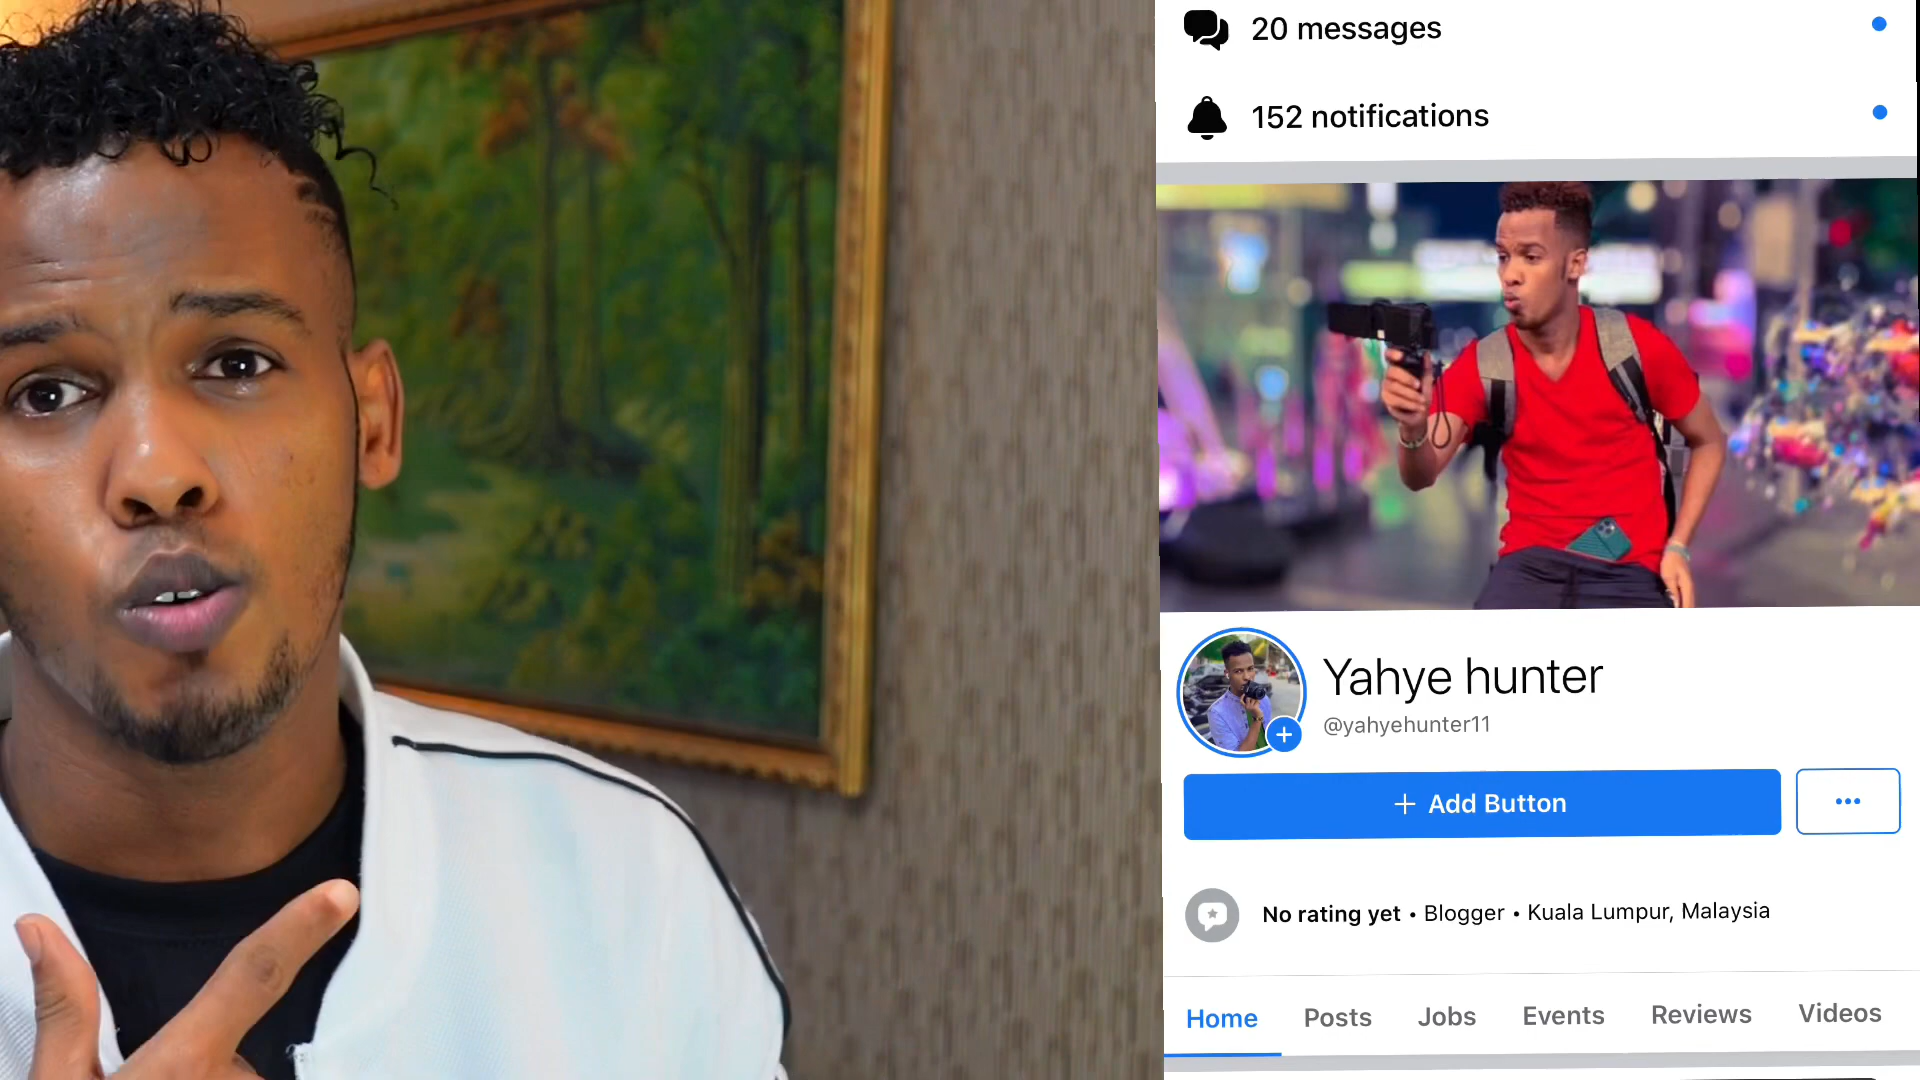 20 messages
152 notifications
Yahye hunter
@yahyehunter11
+ Add Button
No rating yet • Blogger • Kuala Lumpur, Malaysia
Home Posts Jobs Events Reviews Videos